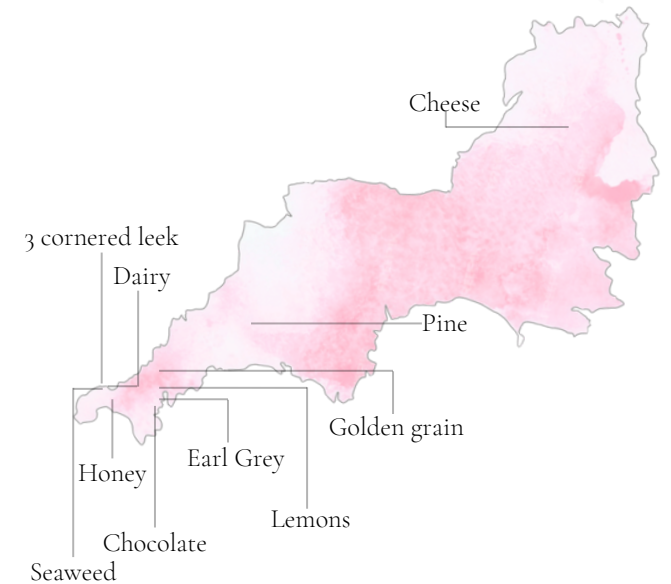 Cheese
3 cornered leek
Dairy
Pine
Golden grain
Earl Grey
Honey
Lemons
Chocolate
Seaweed